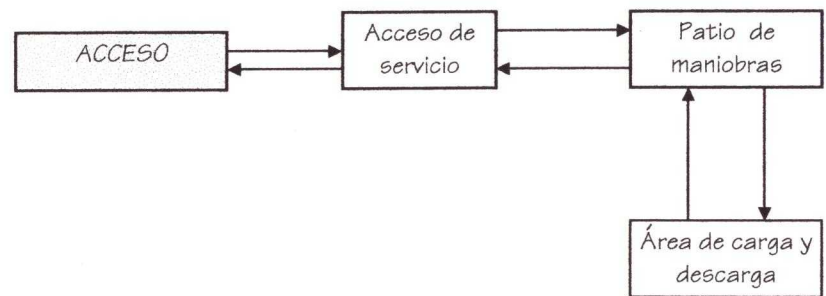 ACCESO
Acceso de
servicio
Patio de
maniobras
Área de carga y
descarga